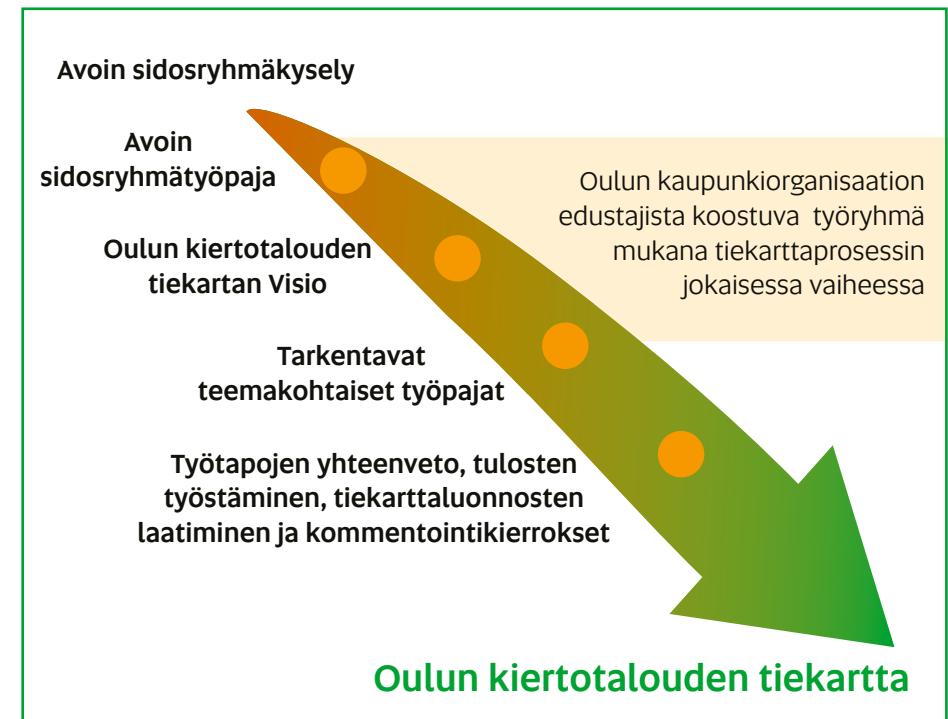 Avoin sidosryhmäkysely
Avoin
sidosryhmätyöpaja
Oulun kiertotalouden
tiekartan Visio
Tarkentavat
teemakohtaiset työpajat
Työtapojen yhteenveto, tulosten
työstäminen, tiekarttaluonnosten
laatiminen ja kommentointikierrokset
Oulun kaupunkiorganisaation
edustajista koostuva työryhmä
mukana tiekarttaprosessin
jokaisessa vaiheessa
Oulun kiertotalouden tiekartta